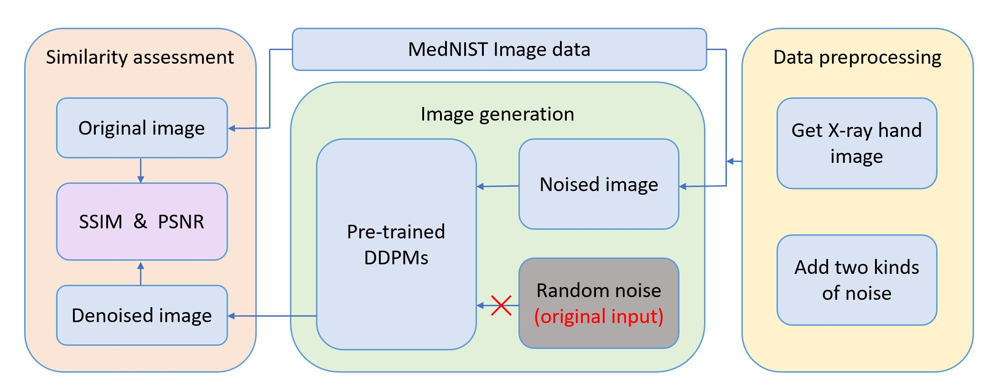 Similarity assessment
Original image
SSIM & PSNR
Denoised image
MedNIST Image data
Image generation
Pre-trained
DDPMs
Noised image
Random noise
(original input)
Data preprocessing
Get X-ray hand
image
Add two kinds
of noise